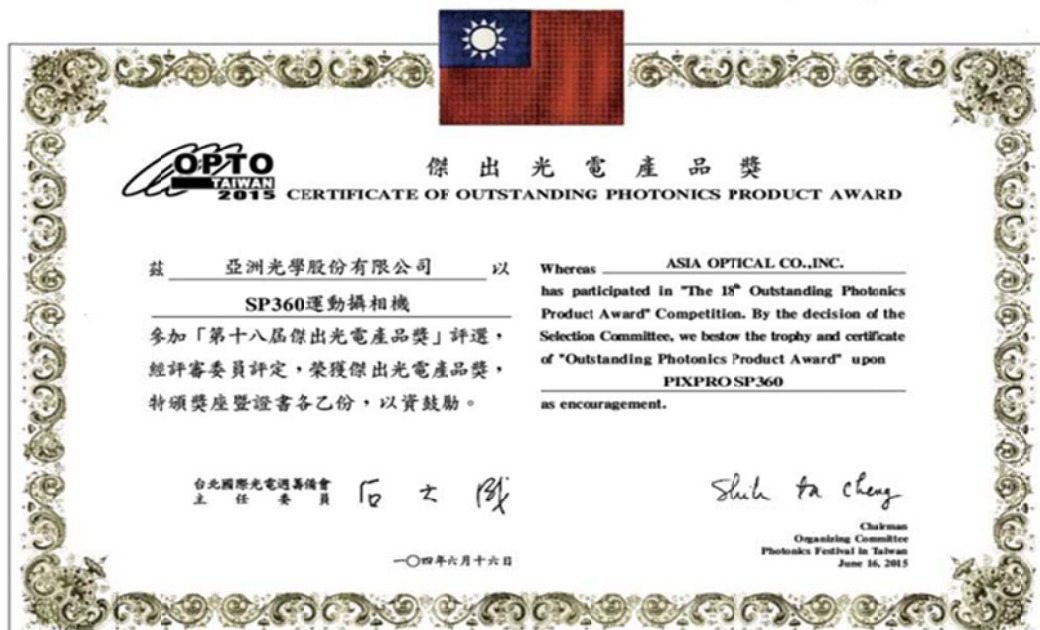 OPTO
TAIWAN
2015
傑出光電產品獎
CERTIFICATE OF OUTSTANDING PHOTONICS PRODUCT AWARD
茲 亞洲光學股份有限公司 以
SP360運動攝相機
參加「第十八屆傑出光電產品獎」評選，
經評審委員評定，榮獲傑出光電產品獎，
特頒獎座暨證書各乙份，以資鼓勵。
台北國際光電週籌備會
主任委員
石大成
一〇四年六月十六日
Whereas ASIA OPTICAL CO.,INC.
has participated in "The 18th Outstanding Photonics
Product Award" Competition. By the decision of the
Selection Committee, we bestow the trophy and certificate
of "Outstanding Photonics Product Award" upon
PIXPRO SP360
as encouragement.
Shih ta Cheng
Chairman
Organizing Committee
Photonics Festival in Taiwan
June 16, 2015